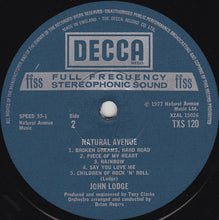 MADE IN ENGLAND
THE DECCA RECORD CO. LTD.
DECCA
ffss
ffss
FULL FREQUENCY
STEREOPHONIC SOUND
℗ 1977 Natural Avenue
Music Ltd.
SPEED 33⅓
Natural Avenue
Music
Side
2
XZAL 15026
TXS 120
NATURAL AVENUE
1. BROKEN DREAMS, HARD ROAD
2. PIECE OF MY HEART
3. RAINBOW
4. SAY YOU LOVE ME
5. CHILDREN OF ROCK 'N' ROLL
(Lodge)
JOHN LODGE
Produced and engineered by Tony Clarke
Orchestra arranged and conducted by
Brian Rogers